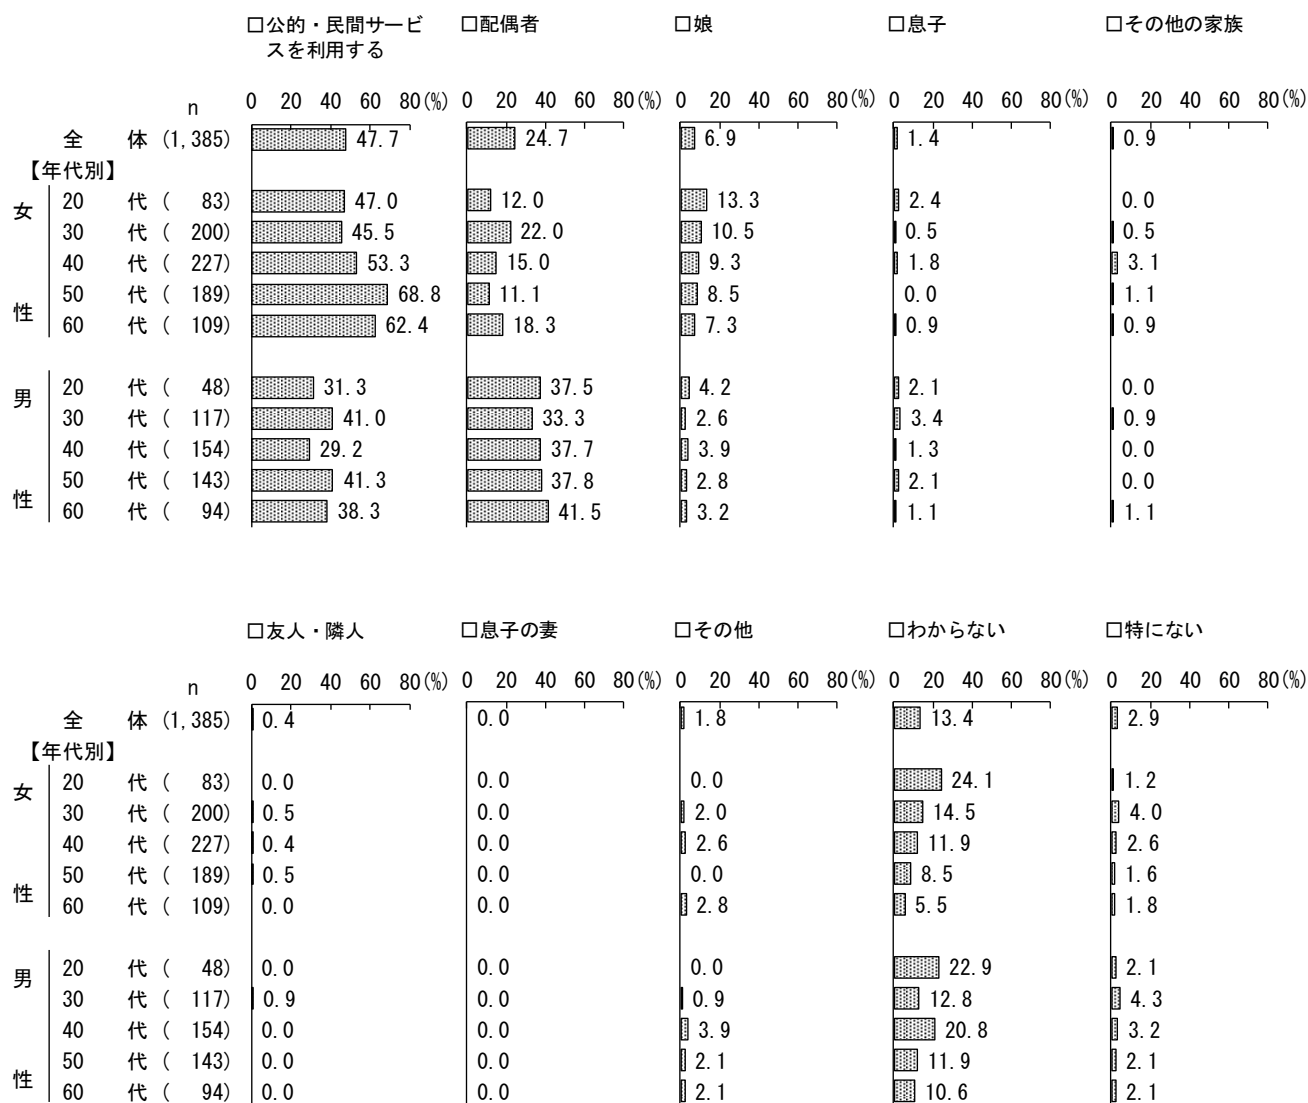 □公的・民間サービスを利用する □配偶者 □娘 □息子 □その他の家族
n 0 20 40 60 80(%) 0 20 40 60 80(%) 0 20 40 60 80(%) 0 20 40 60 80(%) 0 20 40 60 80(%)
全 体 (1,385) 47.7 24.7 6.9 1.4 0.9
【年代別】
女性
20 代 ( 83) 47.0 12.0 13.3 2.4 0.0
30 代 ( 200) 45.5 22.0 10.5 0.5 0.5
40 代 ( 227) 53.3 15.0 9.3 1.8 3.1
50 代 ( 189) 68.8 11.1 8.5 0.0 1.1
60 代 ( 109) 62.4 18.3 7.3 0.9 0.9
男性
20 代 ( 48) 31.3 37.5 4.2 2.1 0.0
30 代 ( 117) 41.0 33.3 2.6 3.4 0.9
40 代 ( 154) 29.2 37.7 3.9 1.3 0.0
50 代 ( 143) 41.3 37.8 2.8 2.1 0.0
60 代 ( 94) 38.3 41.5 3.2 1.1 1.1
□友人・隣人 □息子の妻 □その他 □わからない □特にない
n 0 20 40 60 80(%) 0 20 40 60 80(%) 0 20 40 60 80(%) 0 20 40 60 80(%) 0 20 40 60 80(%)
全 体 (1,385) 0.4 0.0 1.8 13.4 2.9
【年代別】
女性
20 代 ( 83) 0.0 0.0 0.0 24.1 1.2
30 代 ( 200) 0.5 0.0 2.0 14.5 4.0
40 代 ( 227) 0.4 0.0 2.6 11.9 2.6
50 代 ( 189) 0.5 0.0 0.0 8.5 1.6
60 代 ( 109) 0.0 0.0 2.8 5.5 1.8
男性
20 代 ( 48) 0.0 0.0 0.0 22.9 2.1
30 代 ( 117) 0.9 0.0 0.9 12.8 4.3
40 代 ( 154) 0.0 0.0 3.9 20.8 3.2
50 代 ( 143) 0.0 0.0 2.1 11.9 2.1
60 代 ( 94) 0.0 0.0 2.1 10.6 2.1